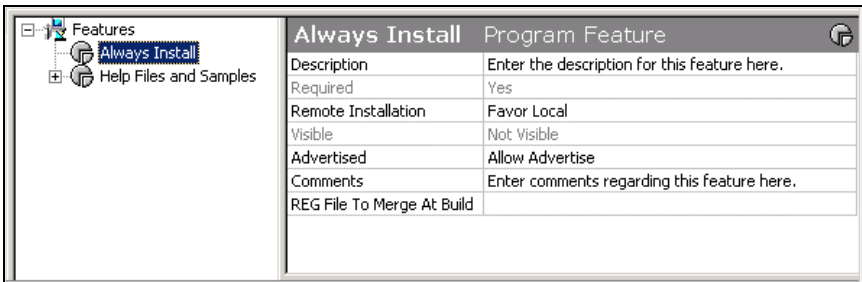 Features
Always Install
Help Files and Samples
Always Install Program Feature
Description Enter the description for this feature here.
Required Yes
Remote Installation Favor Local
Visible Not Visible
Advertised Allow Advertise
Comments Enter comments regarding this feature here.
REG File To Merge At Build